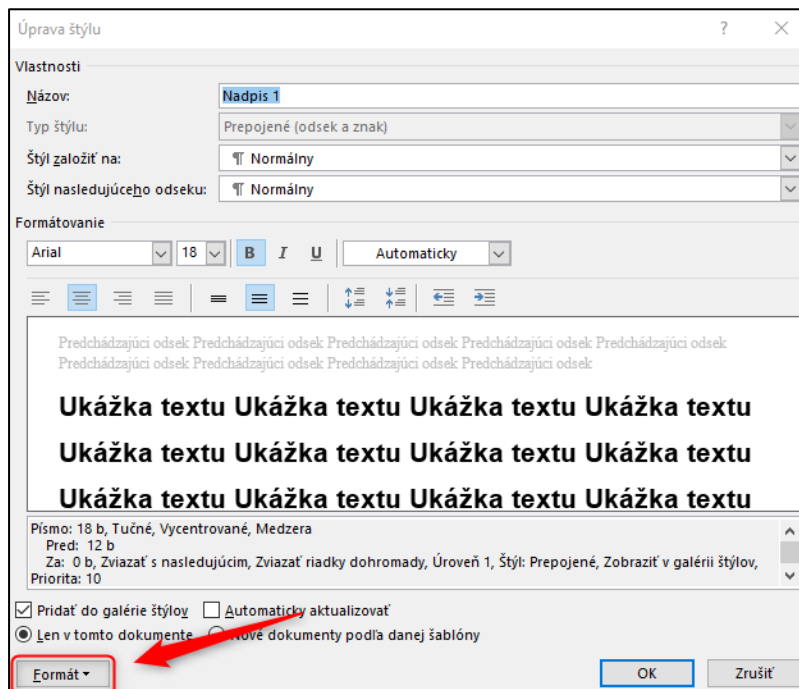 Úprava štýlu ?
Vlastnosti
Názov: Nadpis 1
Typ štýlu: Prepojené (odsek a znak)
Štýl založiť na: ¶ Normálny
Štýl nasledujúceho odseku: ¶ Normálny
Formátovanie
Arial 18 B I U Automaticky
Predchádzajúci odsek Predchádzajúci odsek Predchádzajúci odsek Predchádzajúci odsek Predchádzajúci odsek
Predchádzajúci odsek Predchádzajúci odsek Predchádzajúci odsek Predchádzajúci odsek
Ukážka textu Ukážka textu Ukážka textu Ukážka textu
Ukážka textu Ukážka textu Ukážka textu Ukážka textu
Ukážka textu Ukážka textu Ukážka textu Ukážka textu
Písmo: 18 b, Tučné, Vycentrované, Medzera
Pred: 12 b
Za: 0 b, Zviazať s nasledujúcim, Zviazať riadky dohromady, Úroveň 1, Štýl: Prepojené, Zobraziť v galérii štýlov,
Priorita: 10
Pridať do galérie štýlov Automaticky aktualizovať
Len v tomto dokumente Nové dokumenty podľa danej šablóny
Formát OK Zrušiť